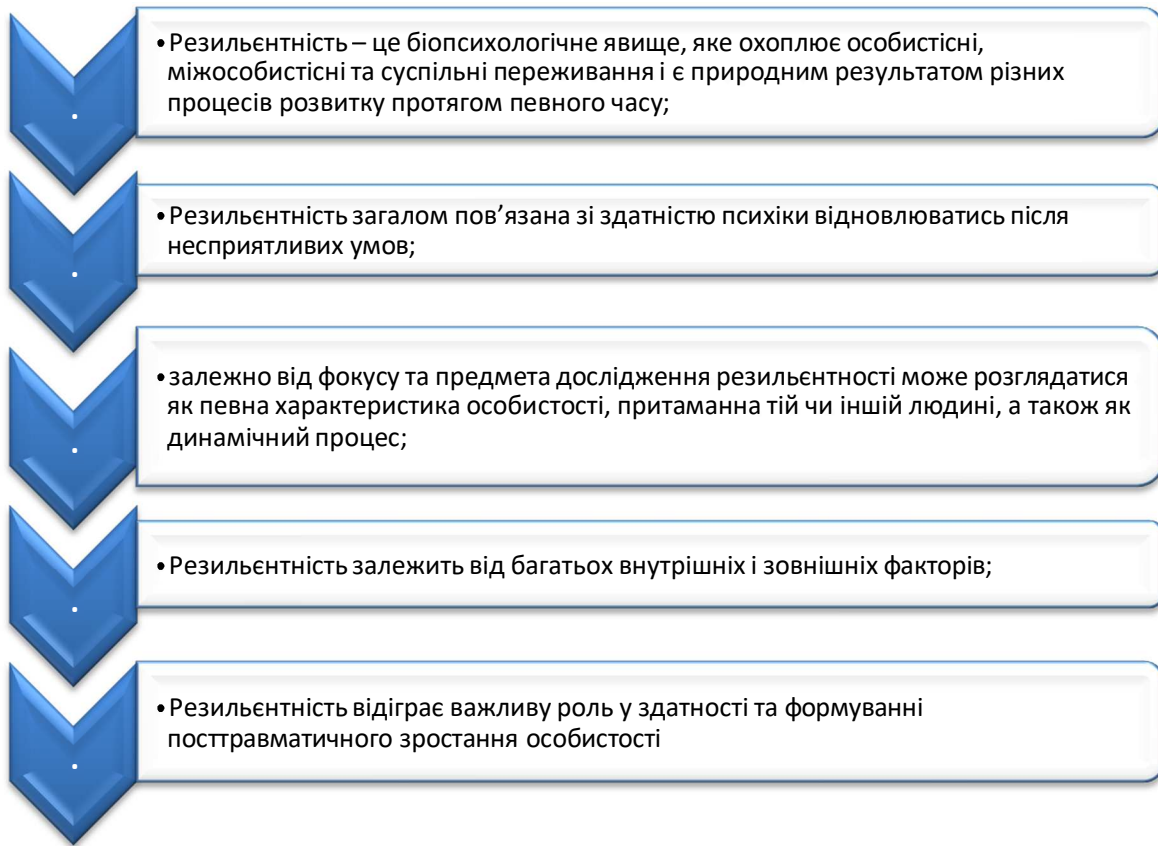 • Резильєнтність – це біопсихологічне явище, яке охоплює особистісні,
міжособистісні та суспільні переживання і є природним результатом різних
процесів розвитку протягом певного часу;
• Резильєнтність загалом пов’язана зі здатністю психіки відновлюватись після
несприятливих умов;
• залежно від фокусу та предмета дослідження резильєнтності може розглядатися
як певна характеристика особистості, притаманна тій чи іншій людині, а також як
динамічний процес;
• Резильєнтність залежить від багатьох внутрішніх і зовнішніх факторів;
• Резильєнтність відіграє важливу роль у здатності та формуванні
посттравматичного зростання особистості